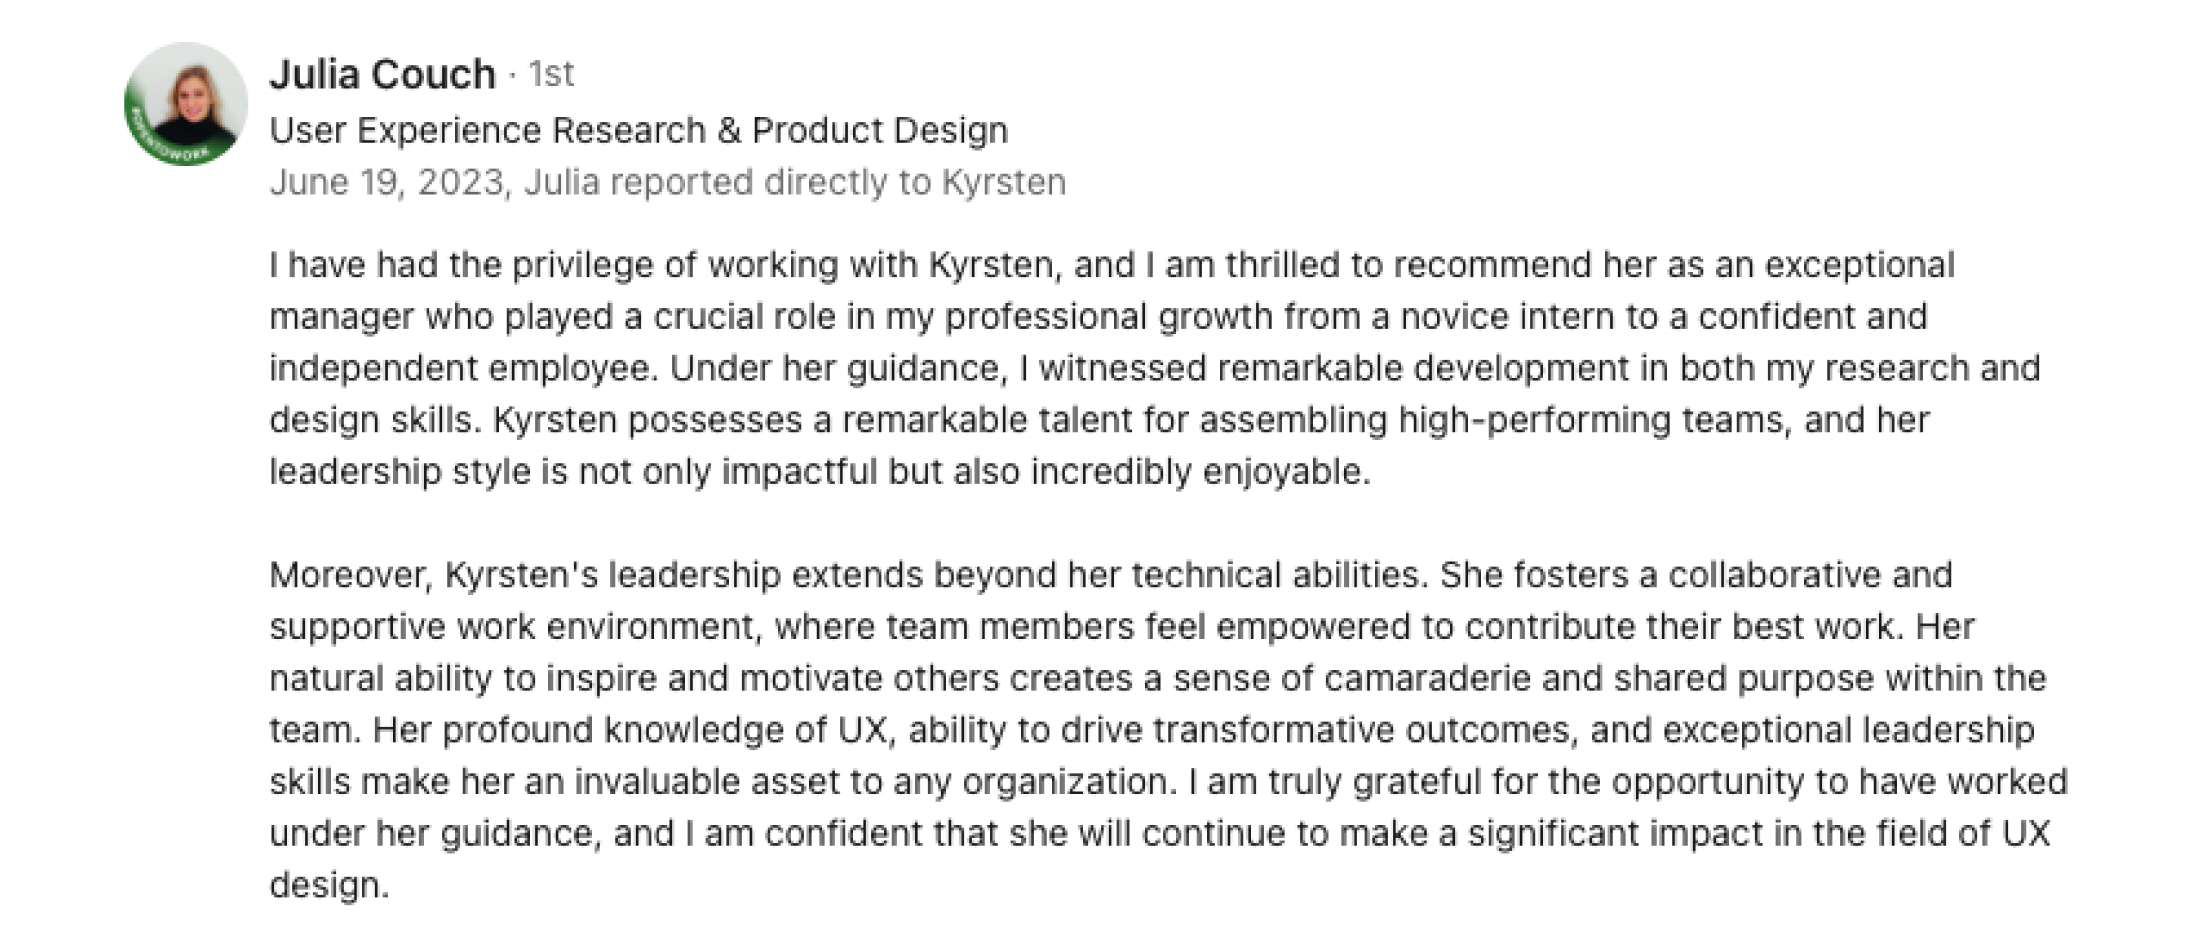 Julia Couch · 1st
User Experience Research & Product Design
June 19, 2023, Julia reported directly to Kyrsten
#OPENTOWORK
I have had the privilege of working with Kyrsten, and I am thrilled to recommend her as an exceptional
manager who played a crucial role in my professional growth from a novice intern to a confident and
independent employee. Under her guidance, I witnessed remarkable development in both my research and
design skills. Kyrsten possesses a remarkable talent for assembling high-performing teams, and her
leadership style is not only impactful but also incredibly enjoyable.
Moreover, Kyrsten's leadership extends beyond her technical abilities. She fosters a collaborative and
supportive work environment, where team members feel empowered to contribute their best work. Her
natural ability to inspire and motivate others creates a sense of camaraderie and shared purpose within the
team. Her profound knowledge of UX, ability to drive transformative outcomes, and exceptional leadership
skills make her an invaluable asset to any organization. I am truly grateful for the opportunity to have worked
under her guidance, and I am confident that she will continue to make a significant impact in the field of UX
design.